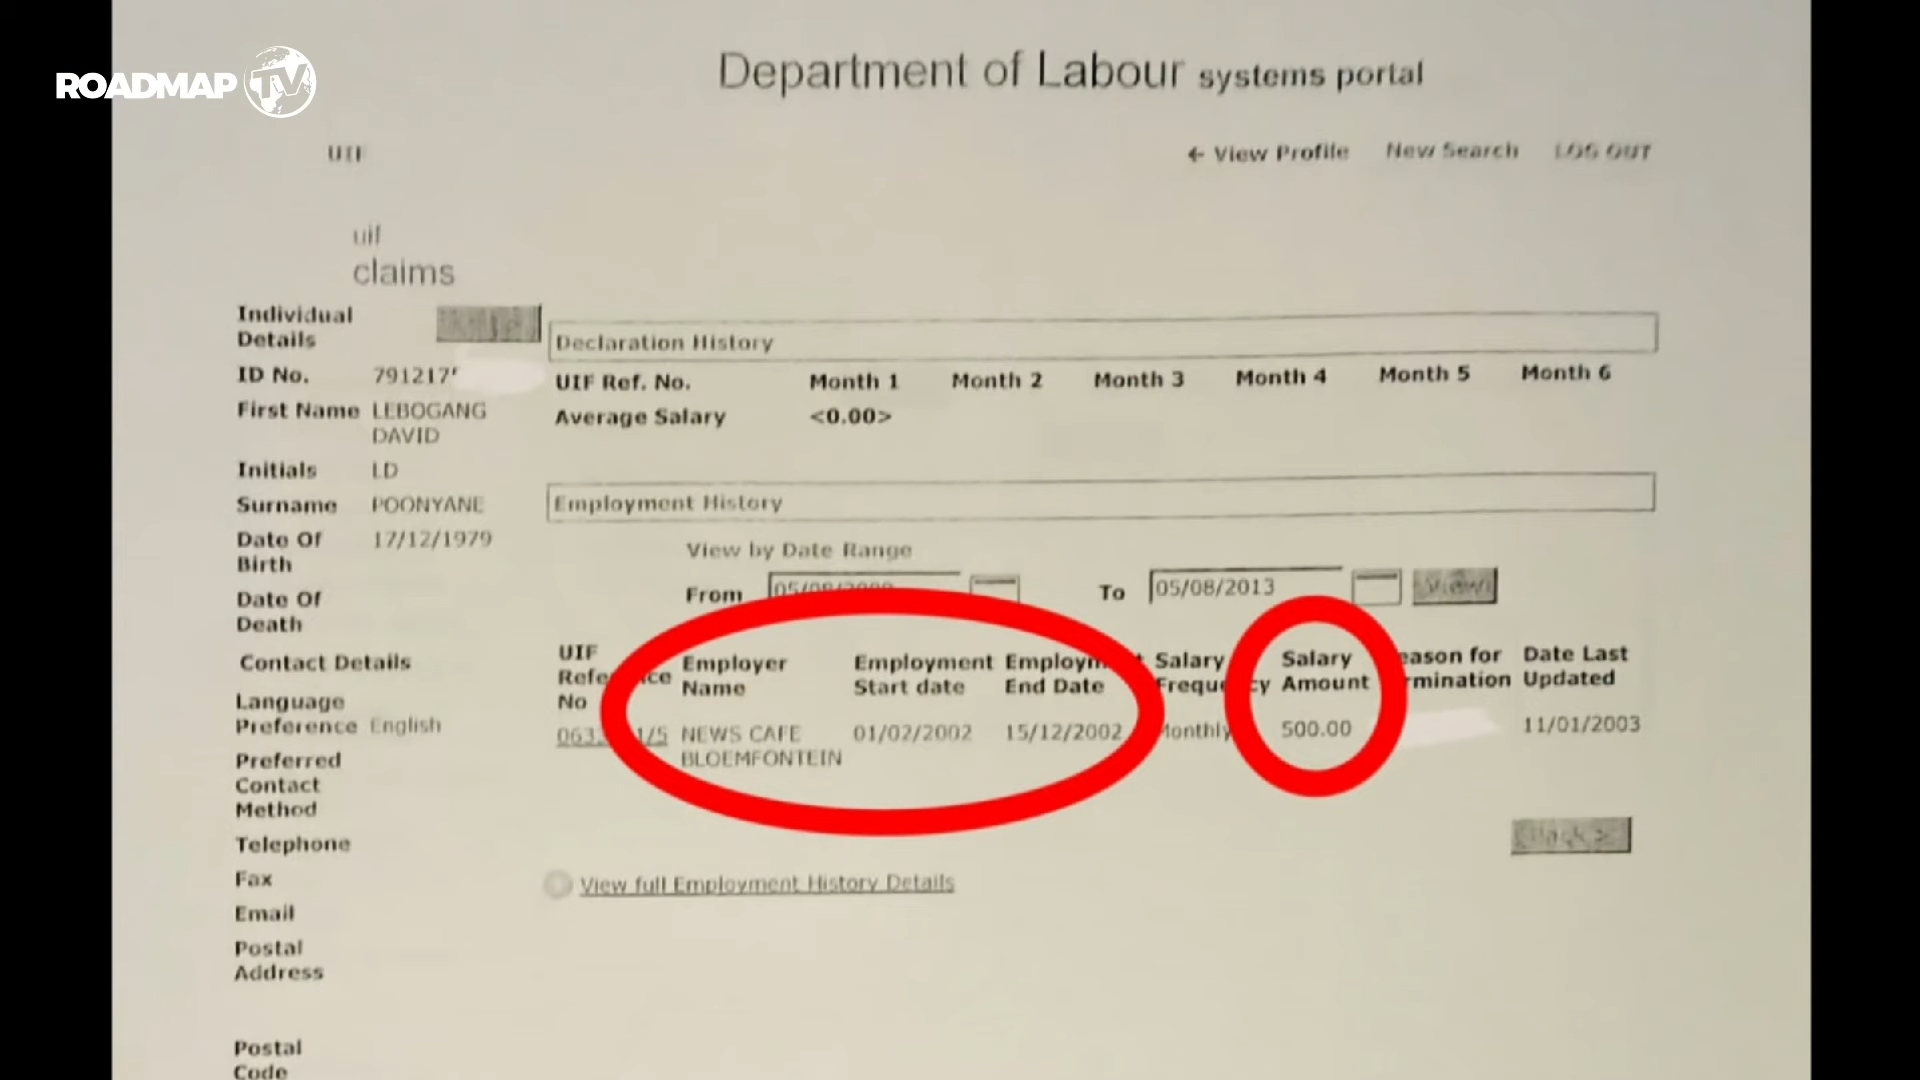 ROADMAP TV
Department of Labour systems portal
UIF
← View Profile New Search LOG OUT
uif
claims
Individual
Details
Declaration History
ID No. 791217
UIF Ref. No. Month 1 Month 2 Month 3 Month 4 Month 5 Month 6
First Name LEBOGANG
DAVID
Average Salary <0.00>
Initials LD
Surname POONYANE
Employment History
Date Of
Birth 17/12/1979
View by Date Range
From To 05/08/2013
Date Of
Death
Contact Details
UIF
No
Employer
Name
Employment
Start date
End Date
Salary
Salary
Amount
Date Last
Updated
Language
Preference English
NEWS CAFE
BLOEMFONTEIN
01/02/2002 15/12/2002 500.00 11/01/2003
Preferred
Contact
Method
Telephone
Fax
View full Employment History Details
Email
Postal
Address
Postal
Code